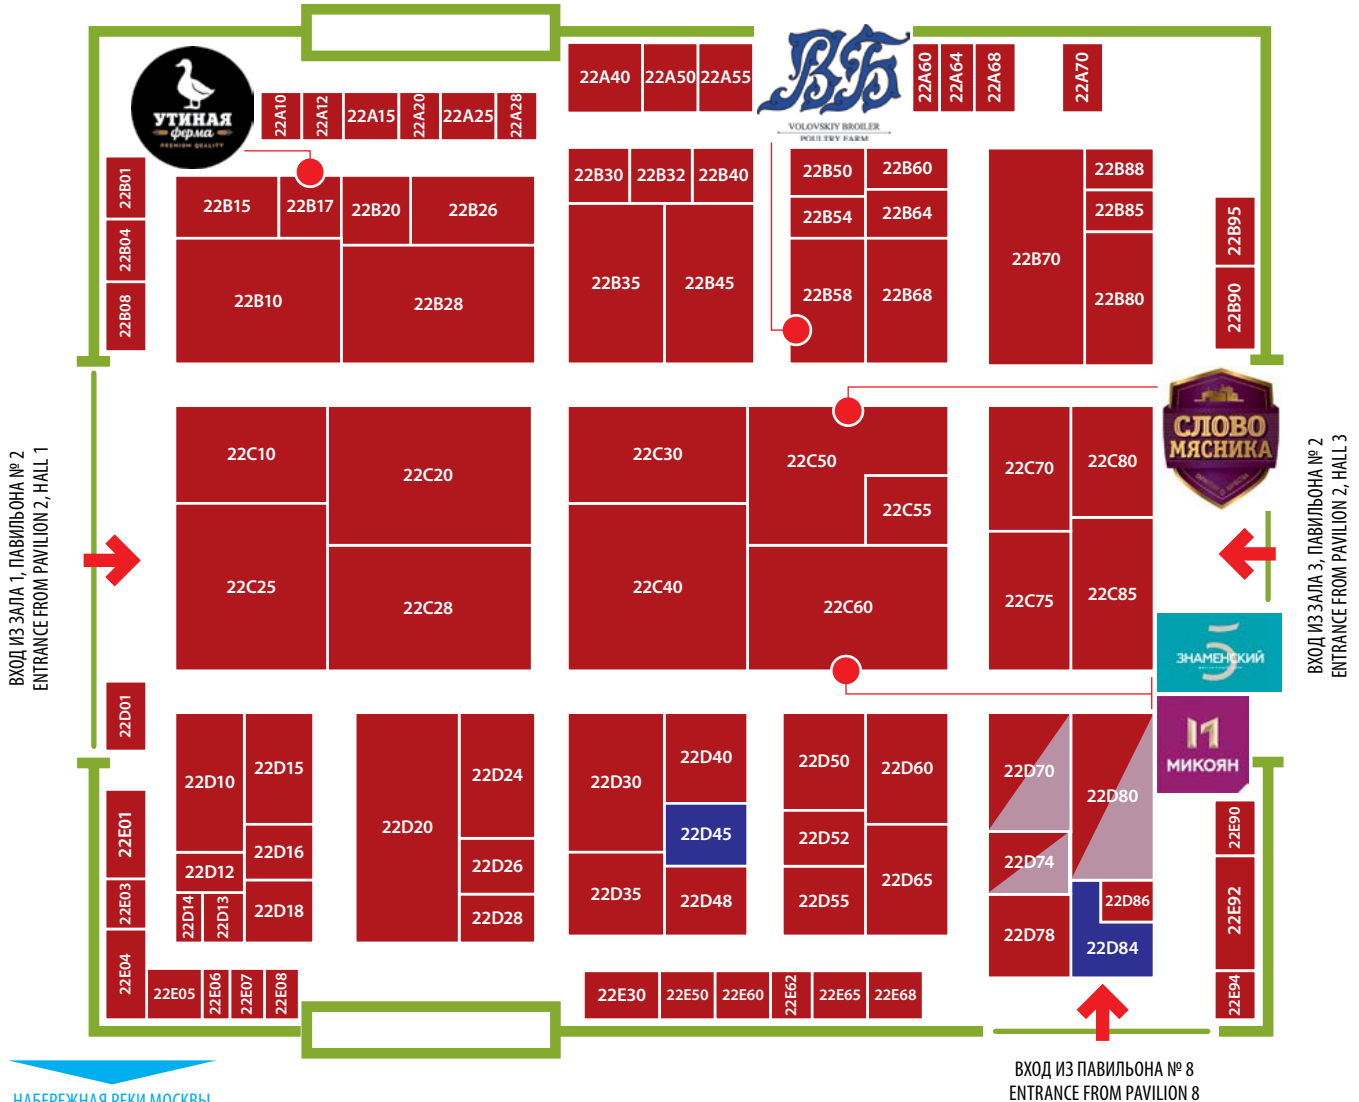 УТИНАЯ
ферма
PREMIUM QUALITY
ВБ
VOLOVSKIY BROILER
POULTRY FARM
22A10
22A12
22A15
22A20
22A25
22A28
22A40
22A50
22A55
22A60
22A64
22A68
22A70
22B01
22B04
22B08
22B15
22B17
22B20
22B26
22B10
22B28
22B30
22B32
22B40
22B35
22B45
22B50
22B60
22B54
22B64
22B58
22B68
22B70
22B88
22B85
22B80
22B95
22B90
22C10
22C20
22C25
22C28
22C30
22C50
22C55
22C40
22C60
22C70
22C80
22C75
22C85
СЛОВО
МЯСНИКА
ВХОД ИЗ ЗАЛА 1, ПАВИЛЬОНА № 2
ENTRANCE FROM PAVILION 2, HALL 1
ВХОД ИЗ ЗАЛА 3, ПАВИЛЬОНА № 2
ENTRANCE FROM PAVILION 2, HALL 3
5
ЗНАМЕНСКИЙ
МИКОЯН
22D01
22D10
22D15
22D16
22D12
22D14
22D13
22D18
22D20
22D24
22D26
22D28
22D30
22D40
22D45
22D35
22D48
22D50
22D60
22D52
22D65
22D55
22D70
22D80
22D74
22D86
22D78
22D84
22E01
22E03
22E04
22E05
22E06
22E07
22E08
22E30
22E50
22E60
22E62
22E65
22E68
22E90
22E92
22E94
ВХОД ИЗ ПАВИЛЬОНА № 8
ENTRANCE FROM PAVILION 8
НАБЕРЕЖНАЯ РЕКИ МОСКВЫ